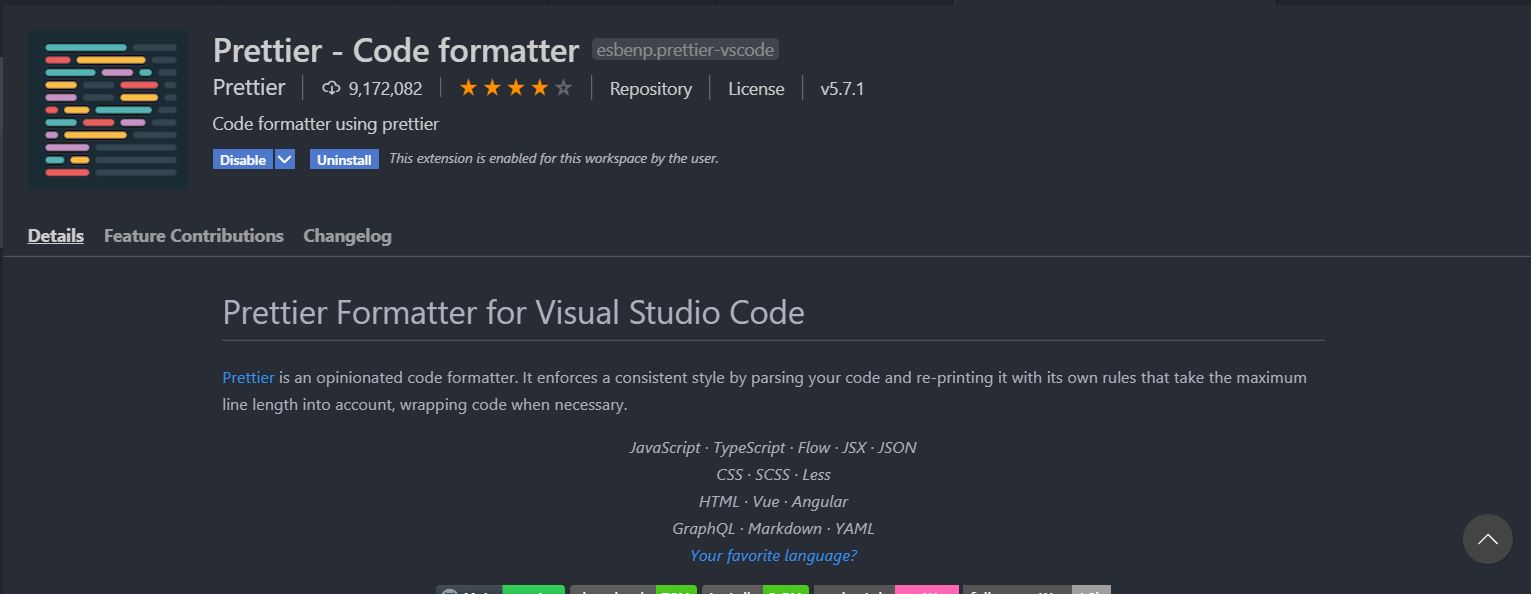 Prettier - Code formatter esbenp.prettier-vscode
Prettier 9,172,082 Repository License v5.7.1
Code formatter using prettier
Disable Uninstall This extension is enabled for this workspace by the user.
Details Feature Contributions Changelog
Prettier Formatter for Visual Studio Code
Prettier is an opinionated code formatter. It enforces a consistent style by parsing your code and re-printing it with its own rules that take the maximum
line length into account, wrapping code when necessary.
JavaScript · TypeScript · Flow · JSX · JSON
CSS · SCSS · Less
HTML · Vue · Angular
GraphQL · Markdown · YAML
Your favorite language?